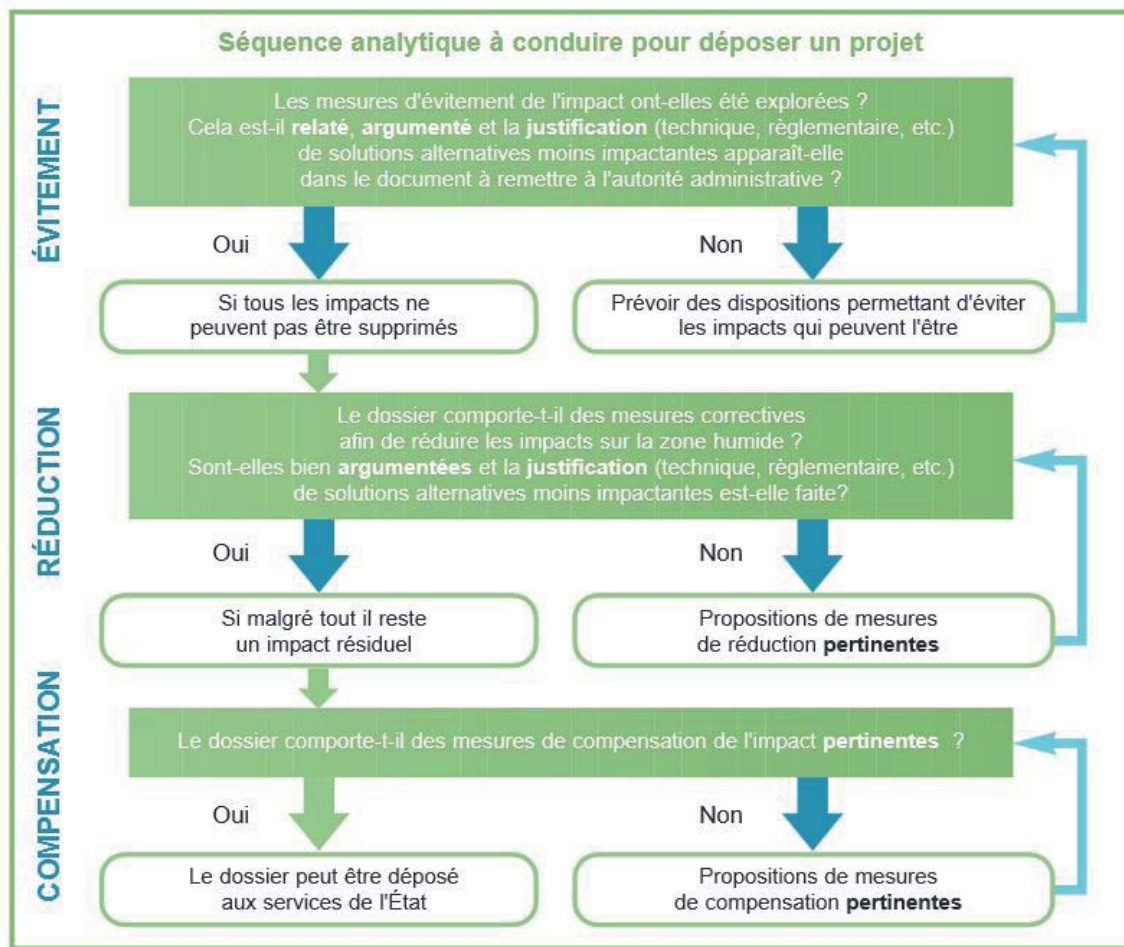 Séquence analytique à conduire pour déposer un projet
ÉVITEMENT
Les mesures d'évitement de l'impact ont-elles été explorées ?
Cela est-il relaté, argumenté et la justification (technique, règlementaire, etc.)
de solutions alternatives moins impactantes apparaît-elle
dans le document à remettre à l'autorité administrative ?
Oui
Non
Si tous les impacts ne
peuvent pas être supprimés
Prévoir des dispositions permettant d'éviter
les impacts qui peuvent l'être
RÉDUCTION
Le dossier comporte-t-il des mesures correctives
afin de réduire les impacts sur la zone humide ?
Sont-elles bien argumentées et la justification (technique, règlementaire, etc.)
de solutions alternatives moins impactantes est-elle faite?
Oui
Non
Si malgré tout il reste
un impact résiduel
Propositions de mesures
de réduction pertinentes
COMPENSATION
Le dossier comporte-t-il des mesures de compensation de l'impact pertinentes ?
Oui
Non
Le dossier peut être déposé
aux services de l'État
Propositions de mesures
de compensation pertinentes